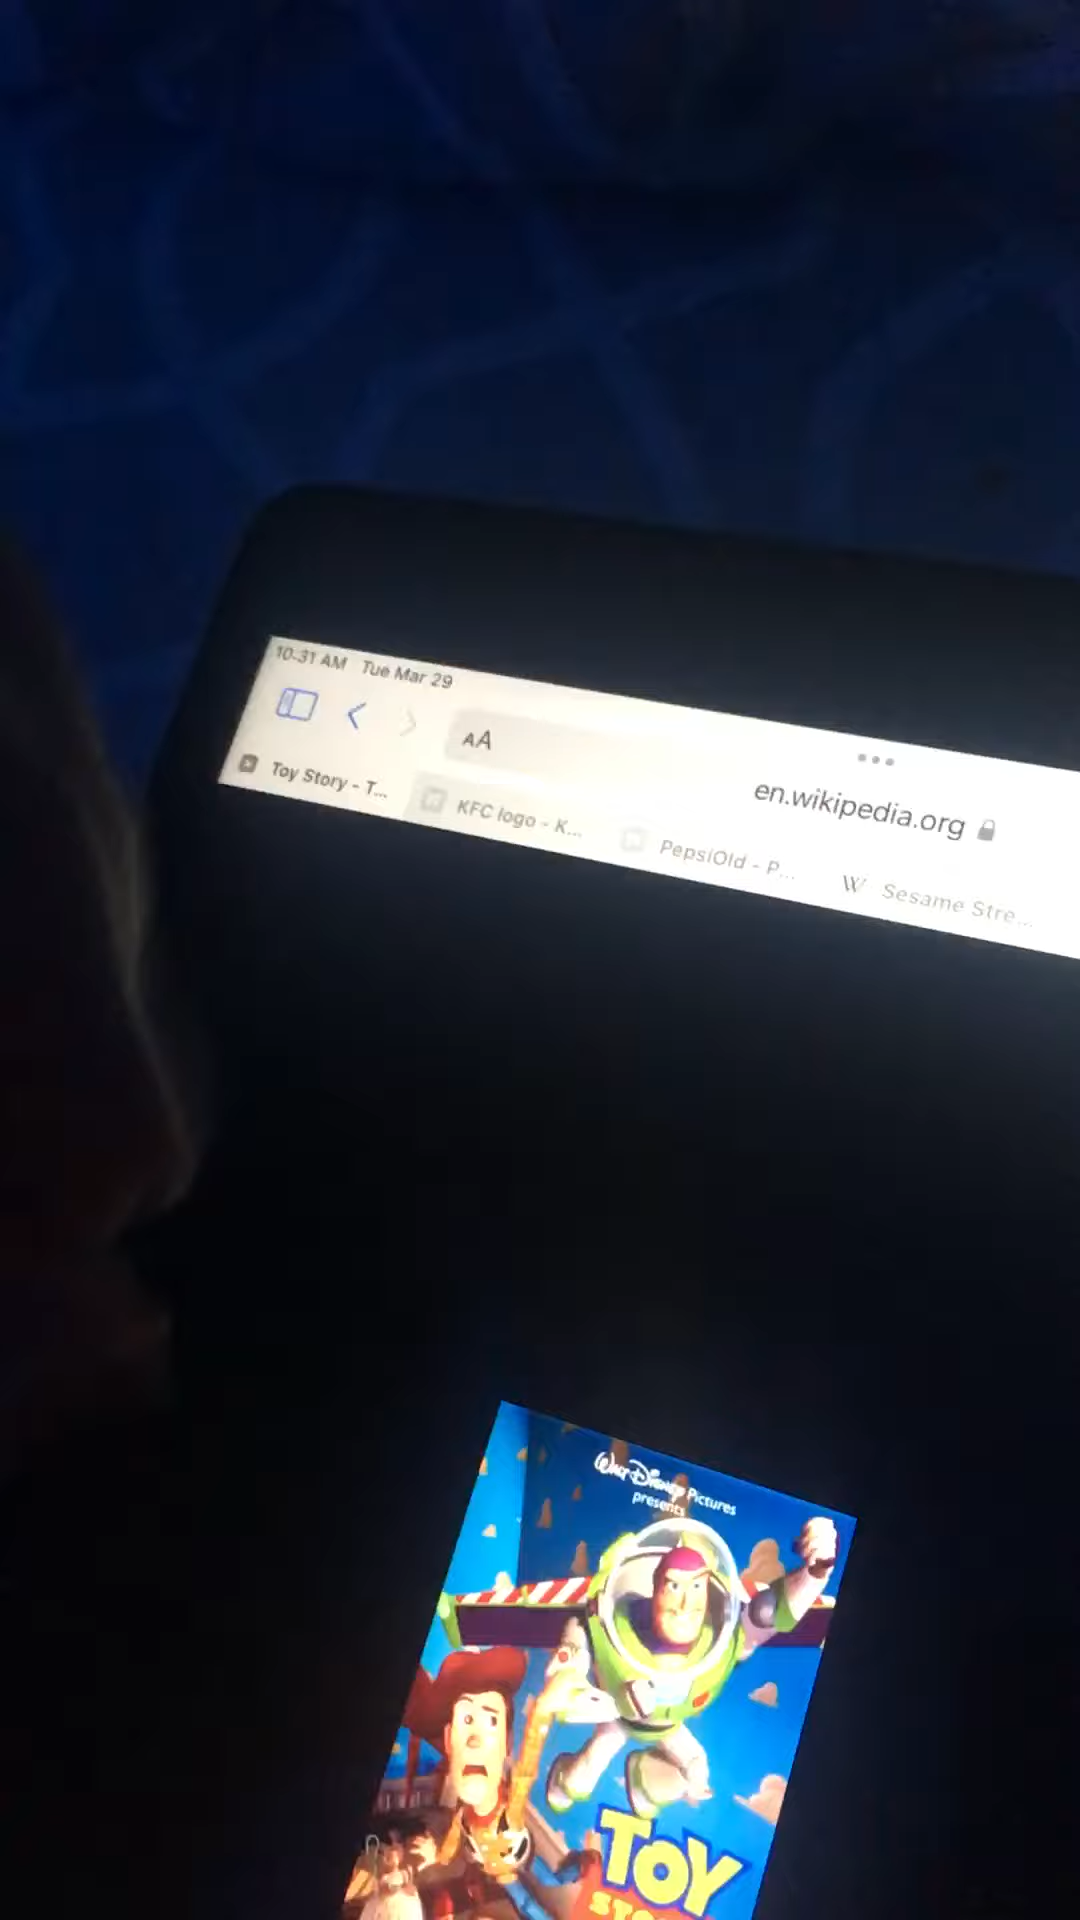 10:31 AM Tue Mar 29
AA
en.wikipedia.org
Toy Story - T...
KFC logo - K...
PepsiOld - P...
W Sesame Stre...
Walt Disney Pictures
presents
TOY
STO